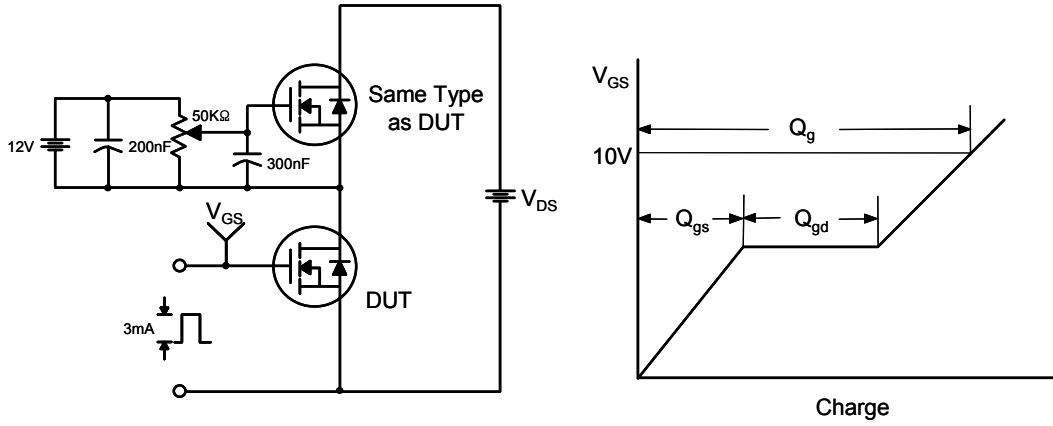 12V
200nF
50KΩ
300nF
Same Type
as DUT
V_DS
V_GS
DUT
3mA
V_GS
10V
Q_g
Q_gs
Q_gd
Charge